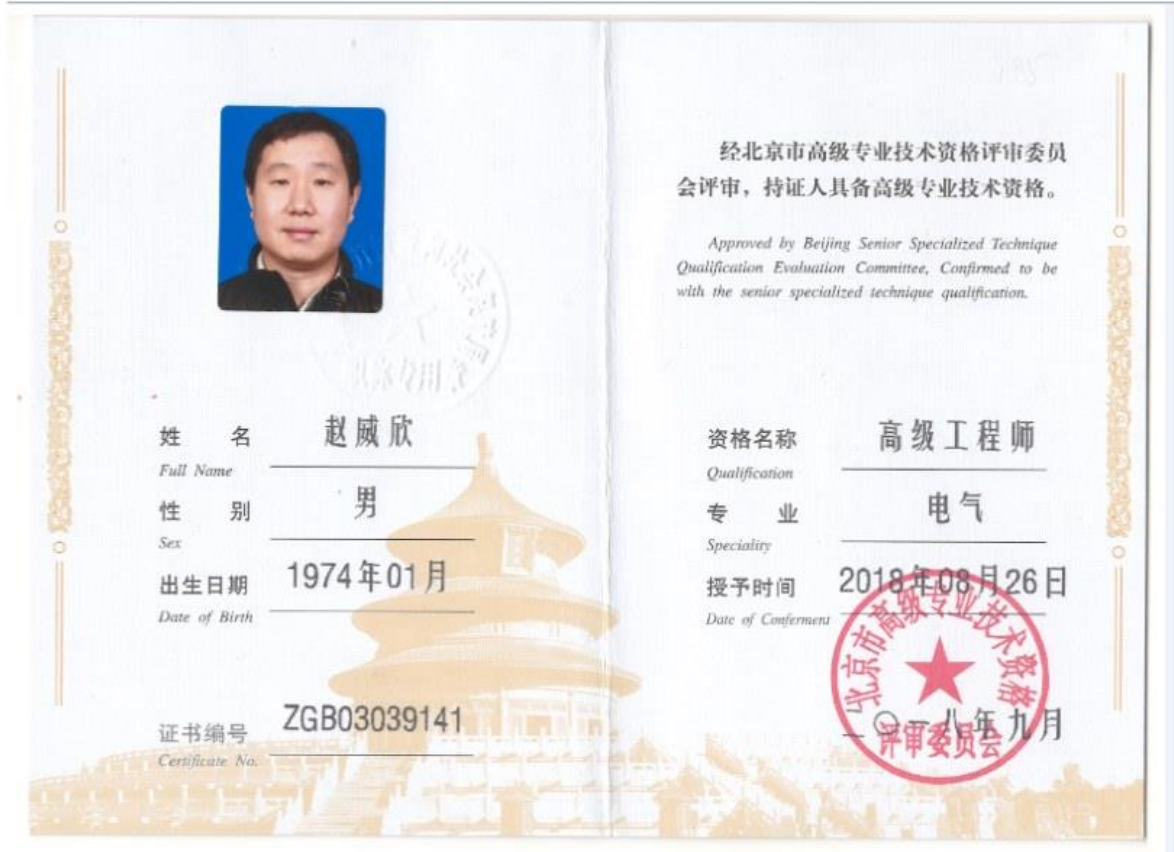 姓名 赵威欣
Full Name
性别 男
Sex
出生日期 1974年01月
Date of Birth
证书编号 ZGB03039141
Certificate No.
经北京市高级专业技术资格评审委员
会评审，持证人具备高级专业技术资格。
Approved by Beijing Senior Specialized Technique
Qualification Evaluation Committee, Confirmed to be
with the senior specialized technique qualification.
资格名称 高级工程师
Qualification
专业 电气
Speciality
授予时间 2018年08月26日
Date of Conferment
北京市高级专业技术资格
评审委员会
二〇一八年九月